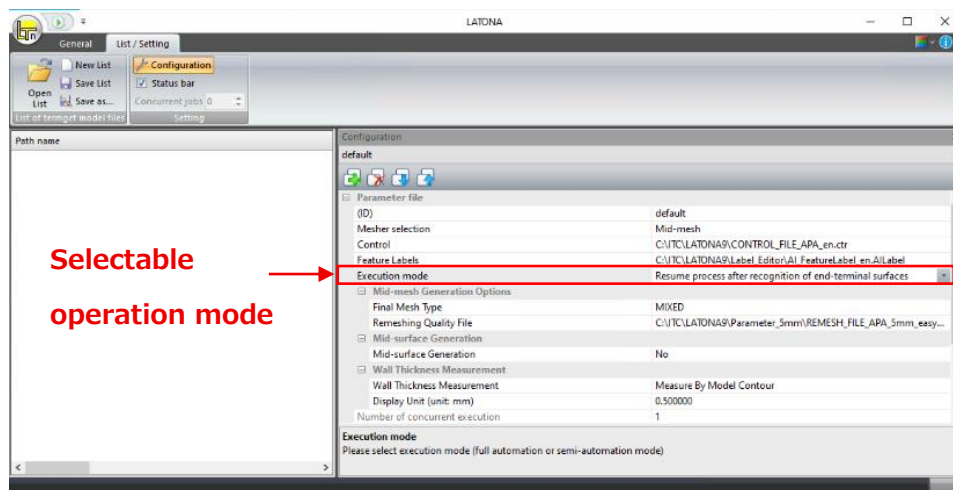 LATONA
General List / Setting
Open List
New List
Save List
Save as...
List of termget model files
Configuration
Status bar
Concurrent jobs 0
Setting
Path name
Selectable
operation mode
Configuration
default
Parameter file
(ID) default
Mesher selection Mid-mesh
Control C:\ITC\LATONA9\CONTROL_FILE_APA_en.ctr
Feature Labels C:\ITC\LATONA9\Label_Editor\AI_FeatureLabel_en.AILabel
Execution mode Resume process after recognition of end-terminal surfaces
Mid-mesh Generation Options
Final Mesh Type MIXED
Remeshing Quality File C:\ITC\LATONA9\Parameter_5mm\REMESH_FILE_APA_5mm_easy...
Mid-surface Generation
Mid-surface Generation No
Wall Thickness Measurement
Wall Thickness Measurement Measure By Model Contour
Display Unit (unit: mm) 0.500000
Number of concurrent execution 1
Execution mode
Please select execution mode (full automation or semi-automation mode)